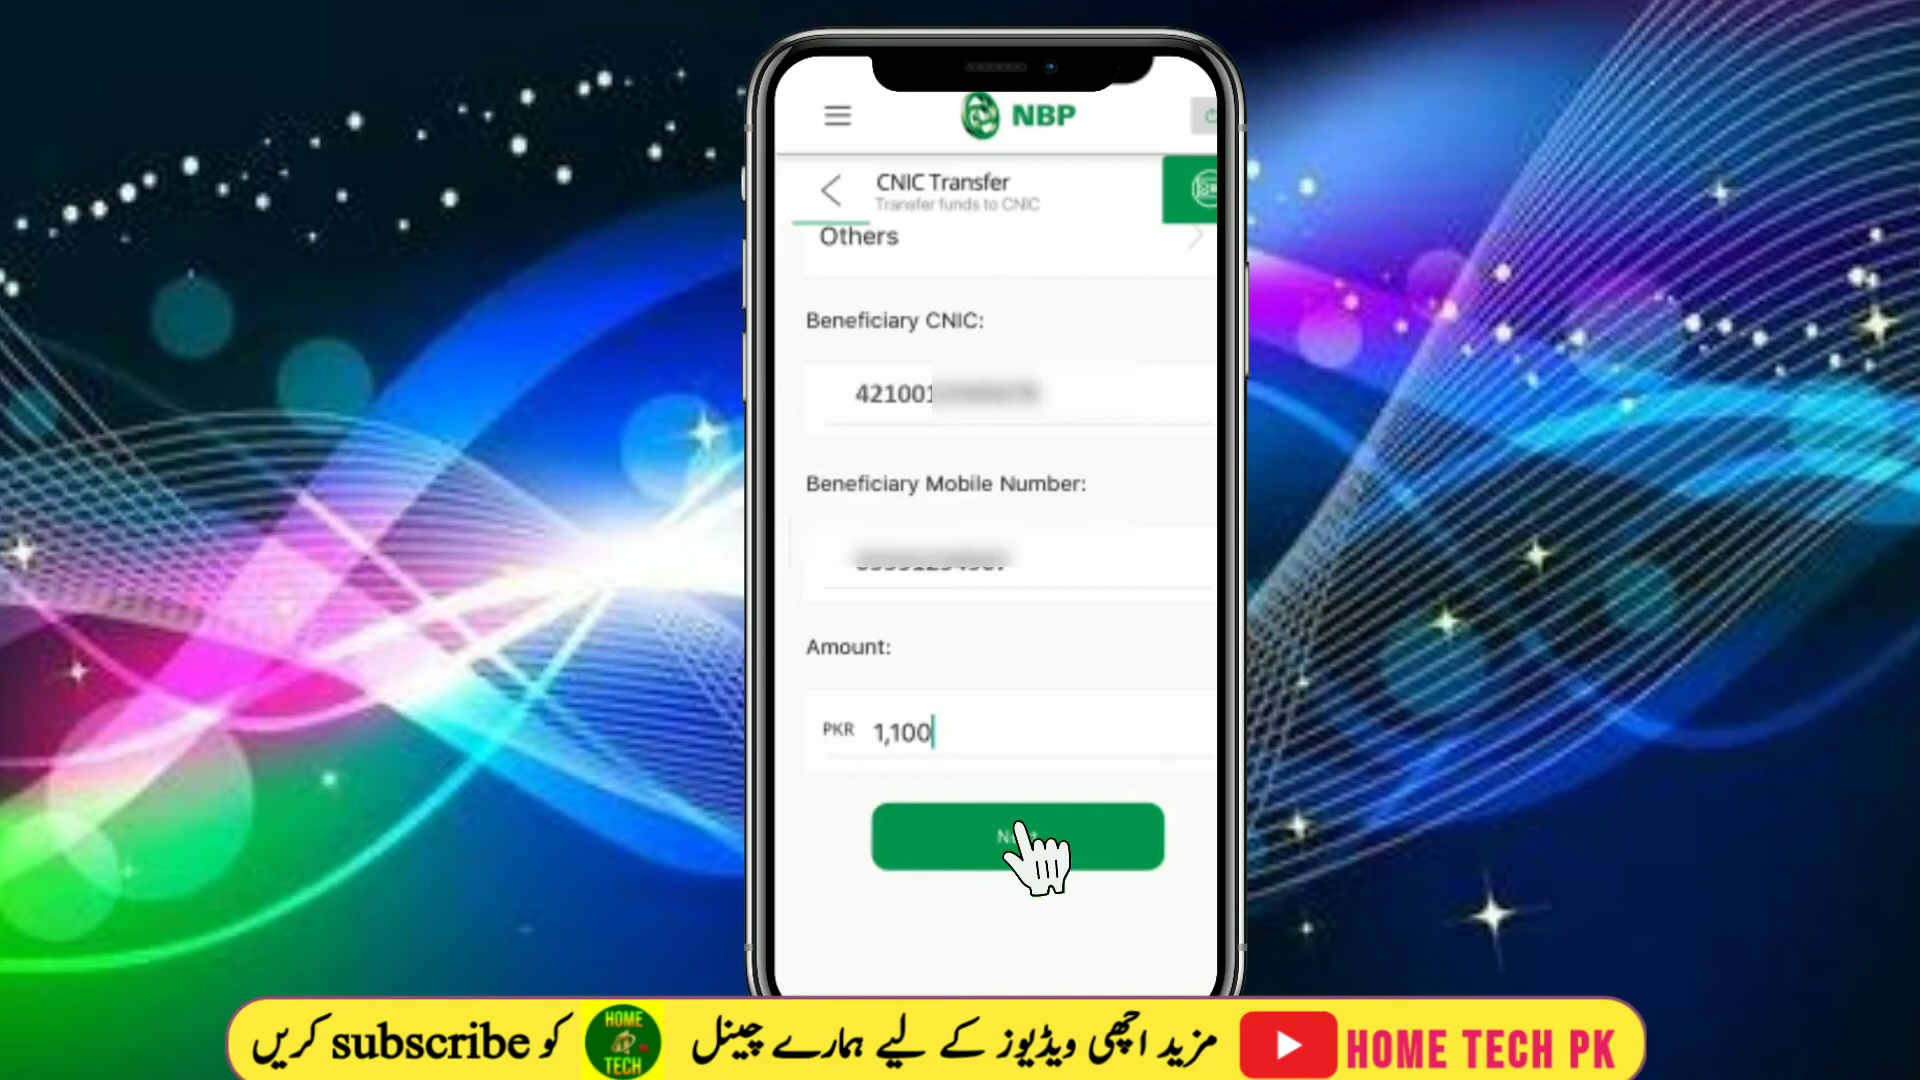 NBP
CNIC Transfer
Transfer funds to CNIC
Others
Beneficiary CNIC:
421001
Beneficiary Mobile Number:
Amount:
PKR 1,100
مزید اچھی ویڈیوز کے لیے ہمارے چینل HOME TECH کو subscribe کریں
HOME TECH PK